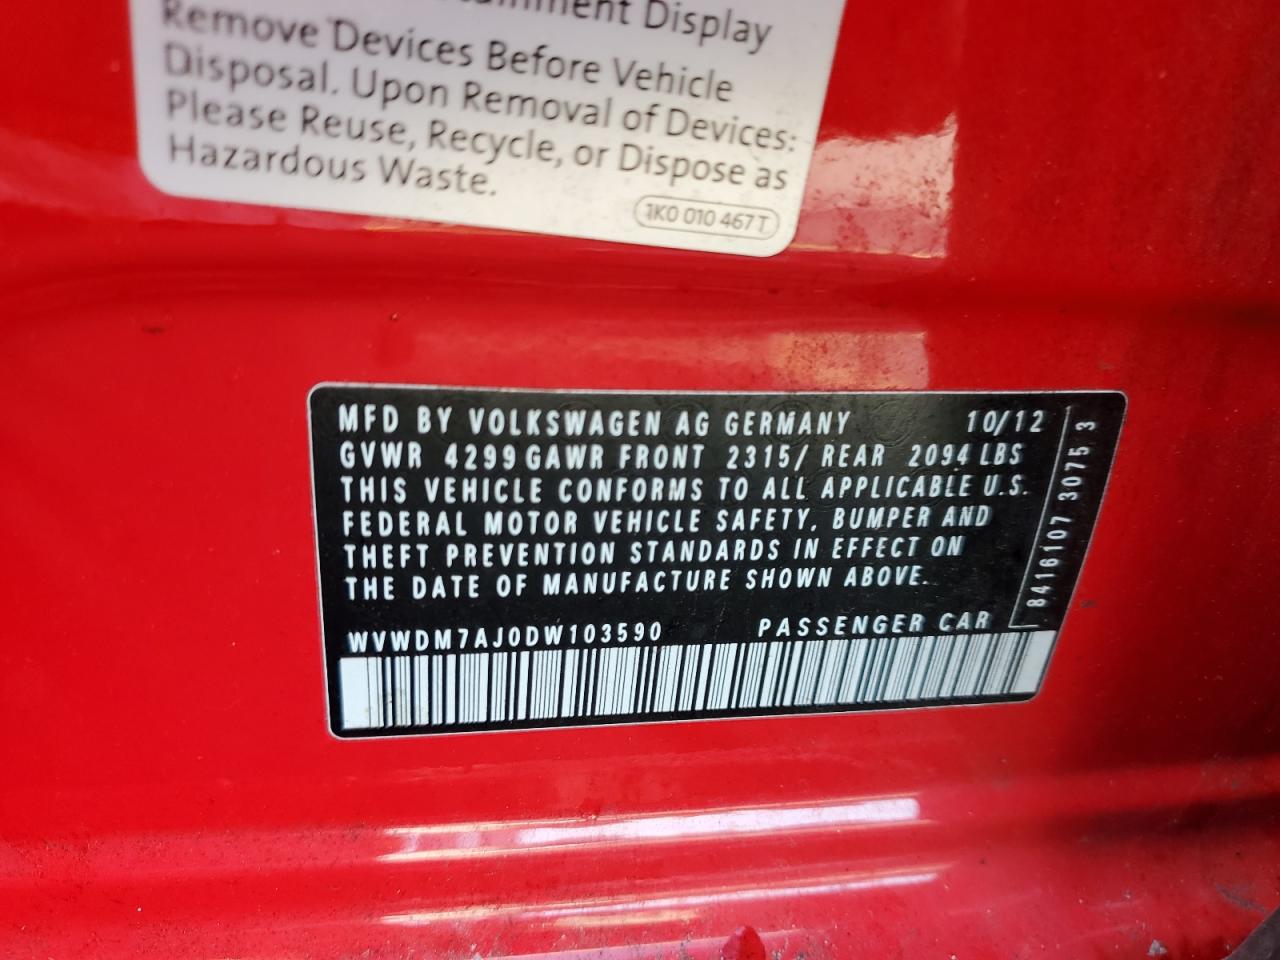 Display
Remove Devices Before Vehicle
Disposal. Upon Removal of Devices:
Please Reuse, Recycle, or Dispose as
Hazardous Waste.
1K0 010 467 T
MFD BY VOLKSWAGEN AG GERMANY 10/12
GVWR 4299 GAWR FRONT 2315/ REAR 2094 LBS
THIS VEHICLE CONFORMS TO ALL APPLICABLE U.S.
FEDERAL MOTOR VEHICLE SAFETY, BUMPER AND
THEFT PREVENTION STANDARDS IN EFFECT ON
THE DATE OF MANUFACTURE SHOWN ABOVE.
WVWDM7AJ0DW103590 PASSENGER CAR
8416107 3075 3